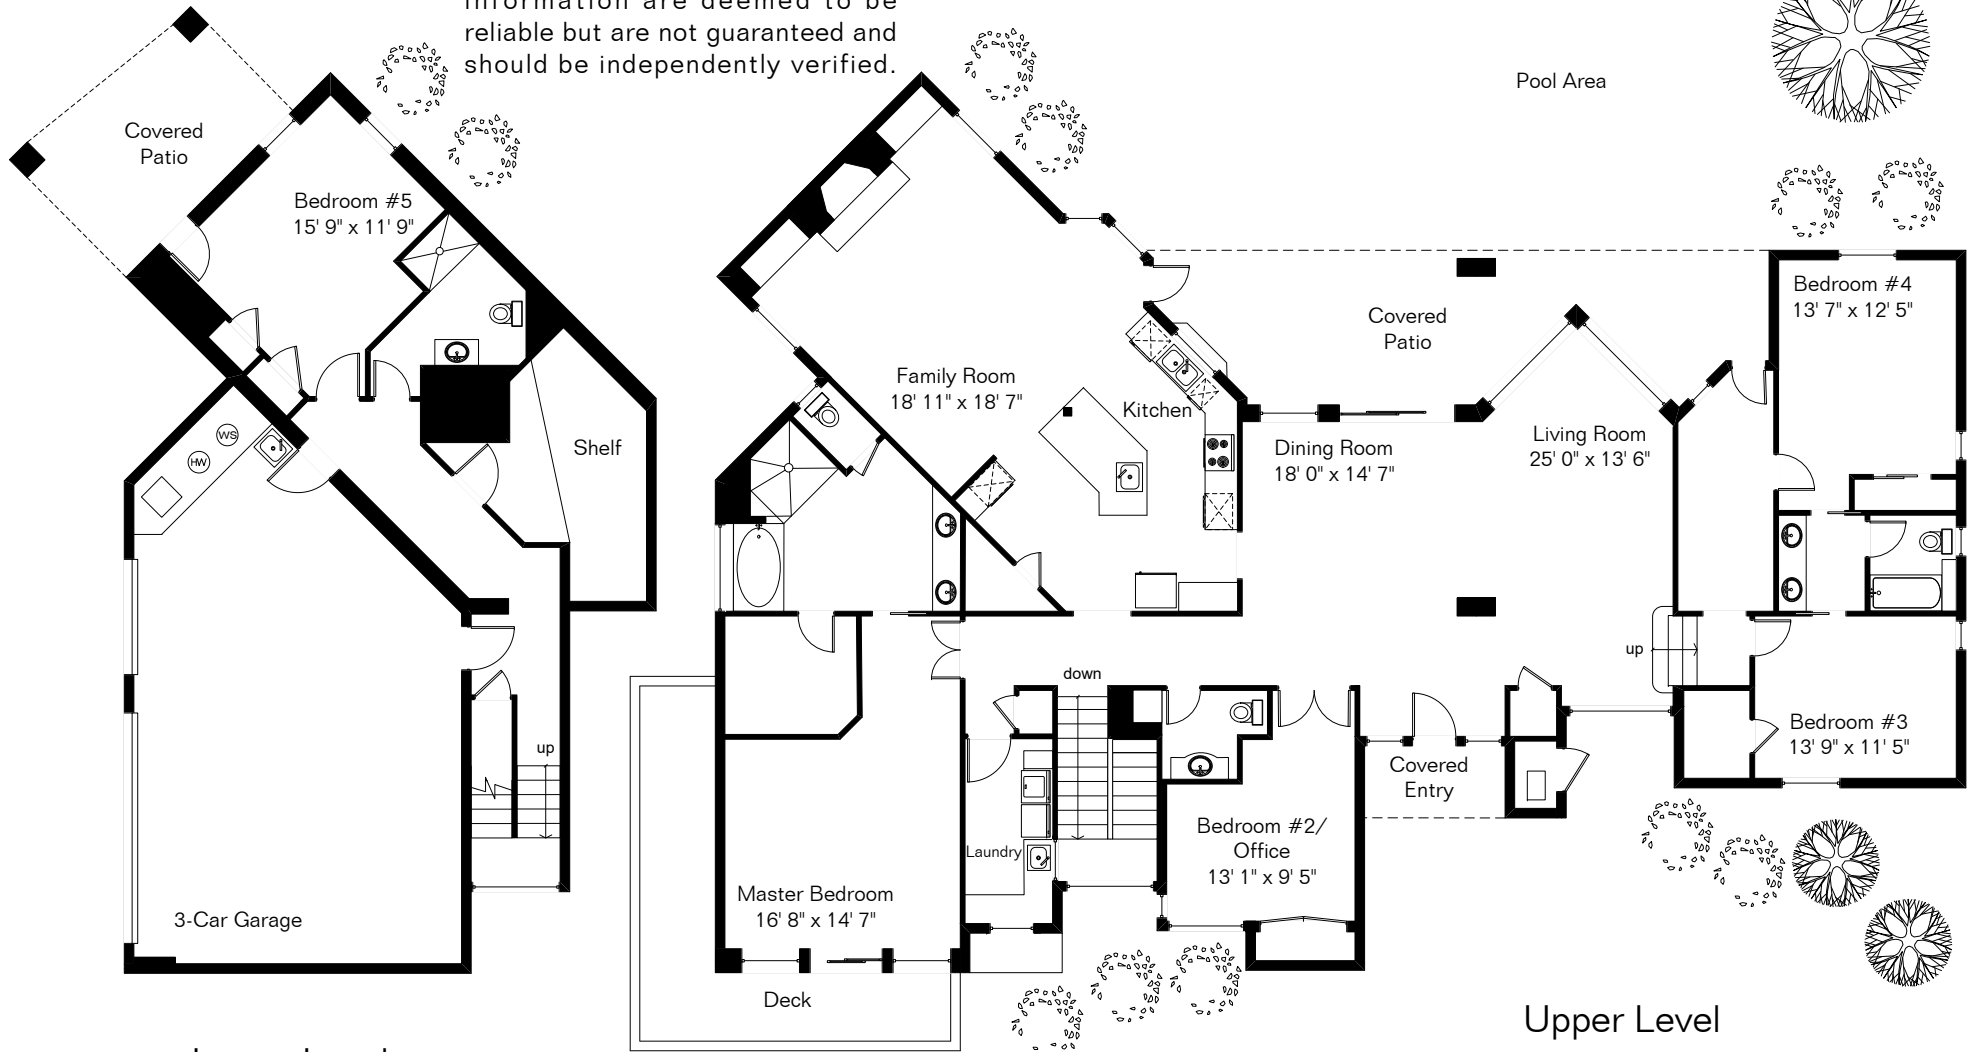 information are deemed to be
reliable but are not guaranteed and
should be independently verified.
Pool Area
Covered
Patio
Bedroom #5
15' 9" x 11' 9"
Bedroom #4
13' 7" x 12' 5"
Covered
Patio
Family Room
18' 11" x 18' 7"
Kitchen
Shelf
WS
HW
Dining Room
18' 0" x 14' 7"
Living Room
25' 0" x 13' 6"
up
down
up
Bedroom #3
13' 9" x 11' 5"
Covered
Entry
Bedroom #2/
Office
13' 1" x 9' 5"
Laundry
Master Bedroom
16' 8" x 14' 7"
3-Car Garage
Deck
Upper Level